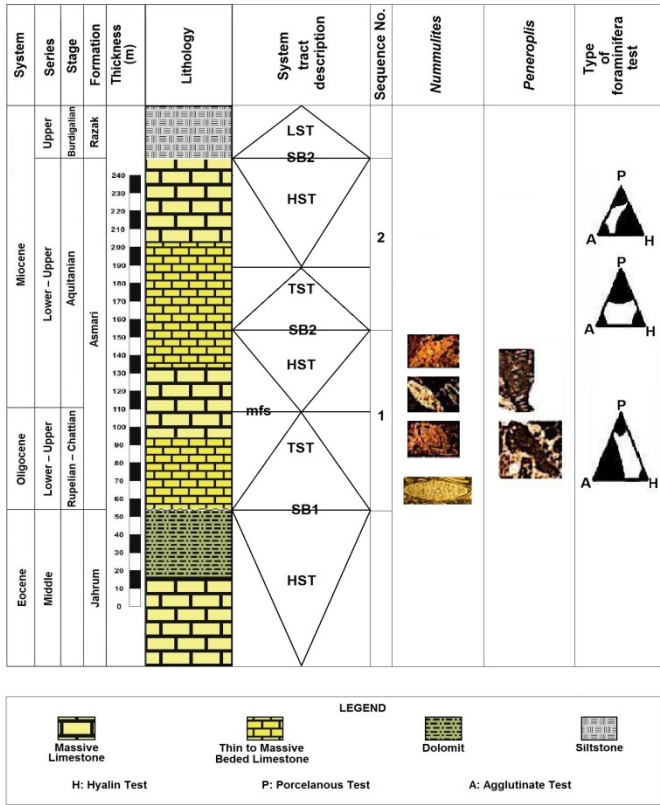 System
Series
Stage
Formation
Thickness
(m)
Lithology
System
tract
description
Sequence No.
Nummulites
Peneroplis
Type
of
foraminifera
test
Miocene
Oligocene
Eocene
Upper
Lower – Upper
Lower – Upper
Middle
Burdigalian
Aquitanian
Rupelian – Chattian
Razak
Asmari
Jahrum
240
230
220
210
200
190
180
170
160
150
140
130
120
110
100
90
80
70
60
50
40
30
20
10
0
LST
SB2
HST
TST
SB2
HST
mfs
TST
SB1
HST
2
1
P
A H
P
A H
P
A H
LEGEND
Massive
Limestone
Thin to Massive
Beded Limestone
Dolomit
Siltstone
H: Hyalin Test P: Porcelanous Test A: Agglutinate Test